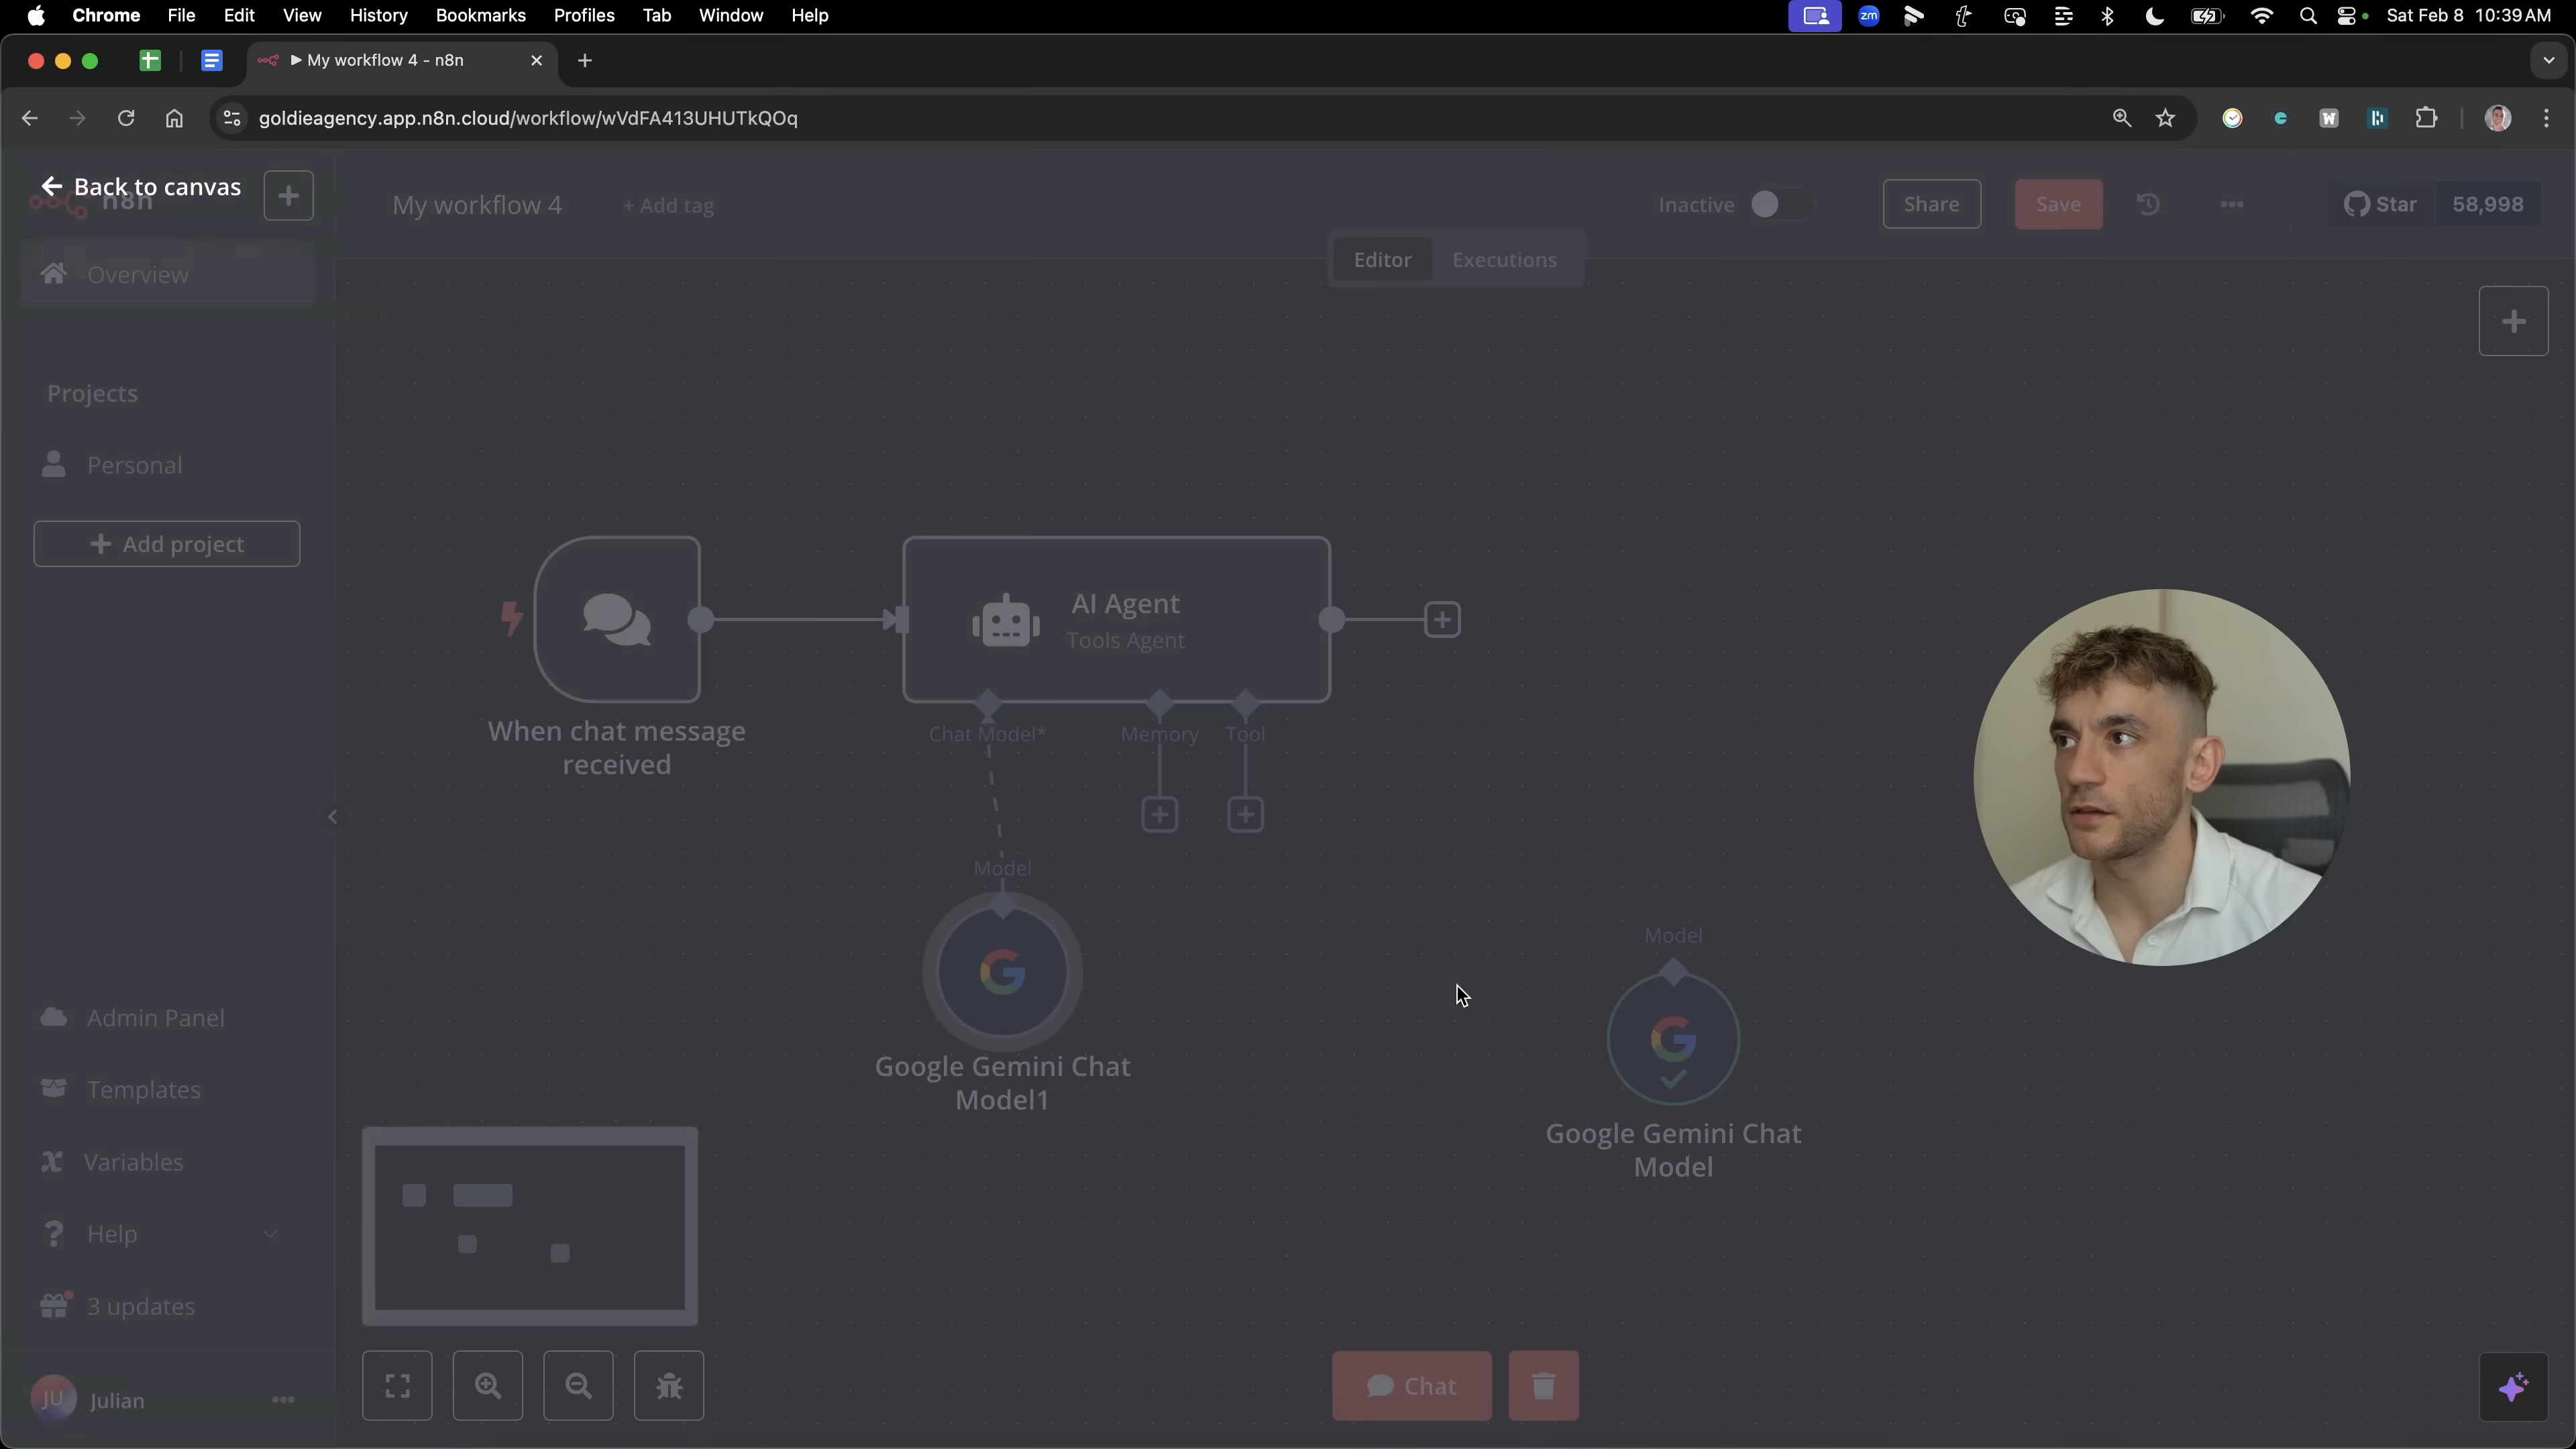 Chrome File Edit View History Bookmarks Profiles Tab Window Help
zm
Sat Feb 8 10:39 AM
My workflow 4 - n8n
goldieagency.app.n8n.cloud/workflow/wVdFA413UHUTkQOq
Back to canvas
n8n
My workflow 4
+ Add tag
Inactive
Share
Save
Star
58,998
Editor
Executions
Overview
Projects
Personal
Add project
AI Agent
Tools Agent
When chat message
received
Chat Model*
Memory
Tool
Model
Google Gemini Chat
Model1
Model
Google Gemini Chat
Model
Admin Panel
Templates
Variables
Help
3 updates
JU
Julian
Chat